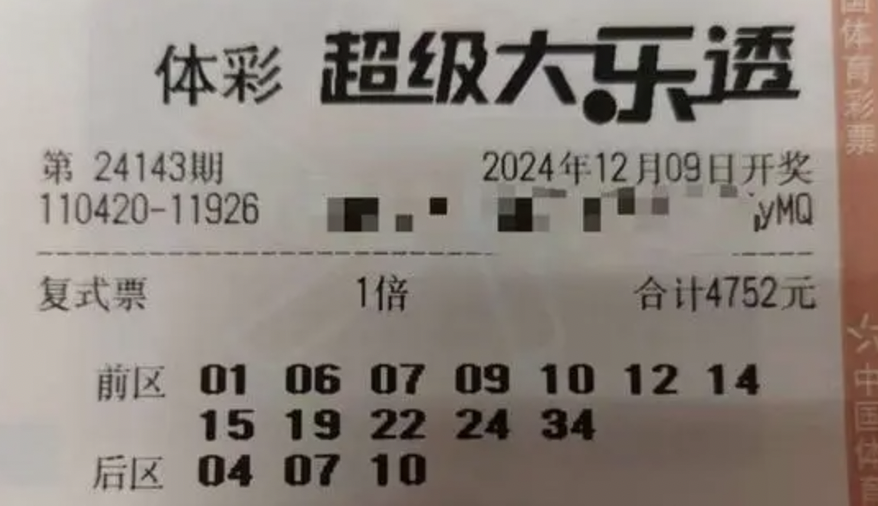 体彩 超级大乐透
第 24143期 2024年12月09日开奖
110420-11926 yMQ
复式票 1倍 合计4752元
前区 01 06 07 09 10 12 14
15 19 22 24 34
后区 04 07 10
国体育彩票
中国体育